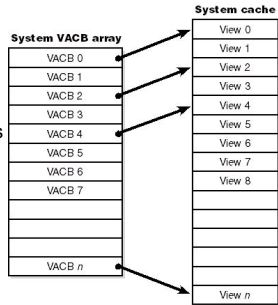 System cache
System VACB array
View 0
View 1
View 2
View 3
View 4
View 5
View 6
View 7
View 8
View n
VACB 0
VACB 1
VACB 2
VACB 3
VACB 4
VACB 5
VACB 6
VACB 7
VACB n
s